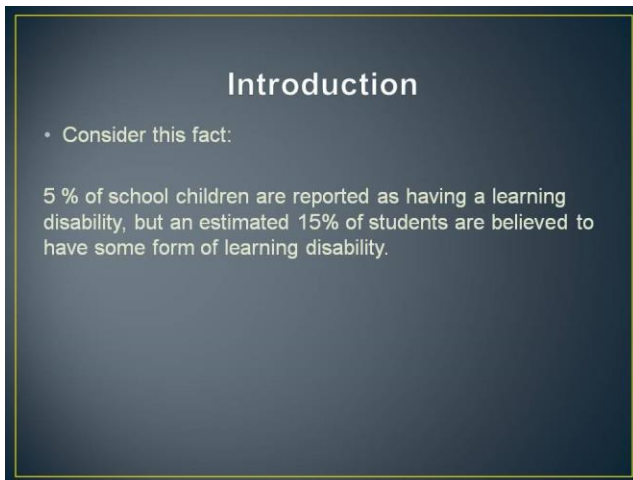 Introduction
• Consider this fact:
5 % of school children are reported as having a learning
disability, but an estimated 15% of students are believed to
have some form of learning disability.